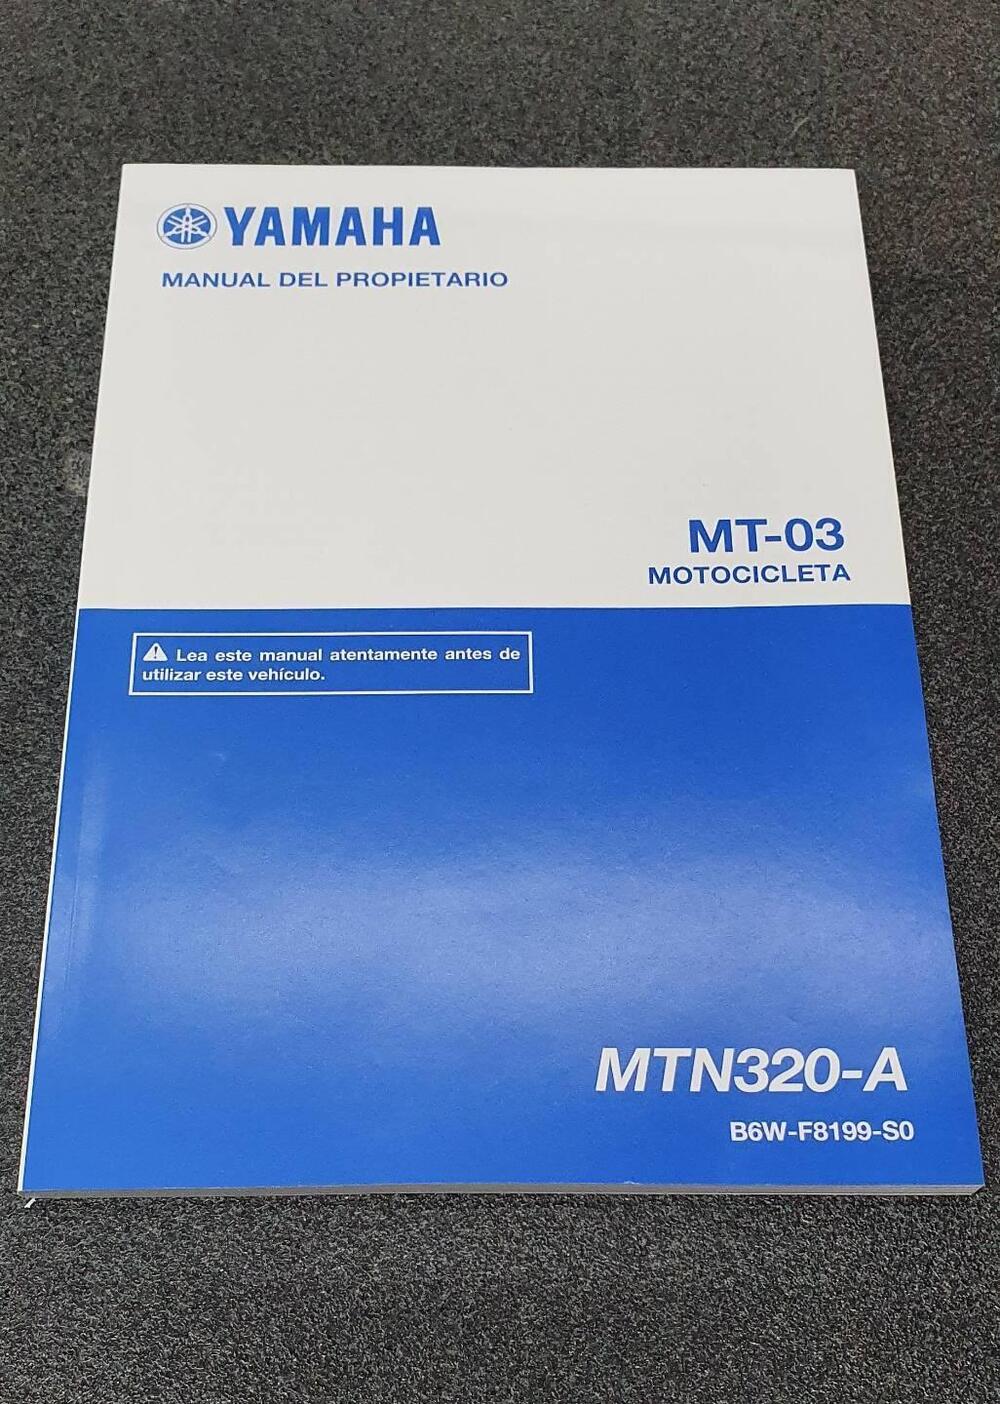 YAMAHA
MANUAL DEL PROPIETARIO
MT-03
MOTOCICLETA
Lea este manual atentamente antes de
utilizar este vehículo.
MTN320-A
B6W-F8199-S0